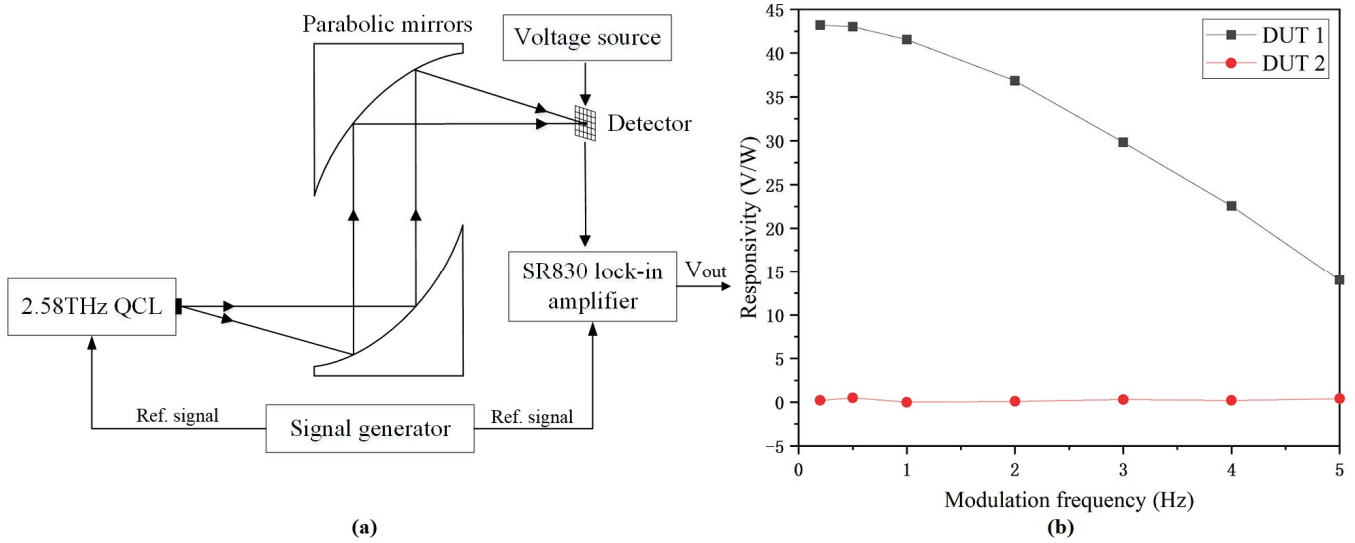 Parabolic mirrors
Voltage source
Detector
2.58THz QCL
SR830 lock-in
amplifier
Vout
Ref. signal
Signal generator
Ref. signal
(a)
Responsivity (V/W)
45
40
35
30
25
20
15
10
5
0
−5
DUT 1
DUT 2
0
1
2
3
4
5
Modulation frequency (Hz)
(b)